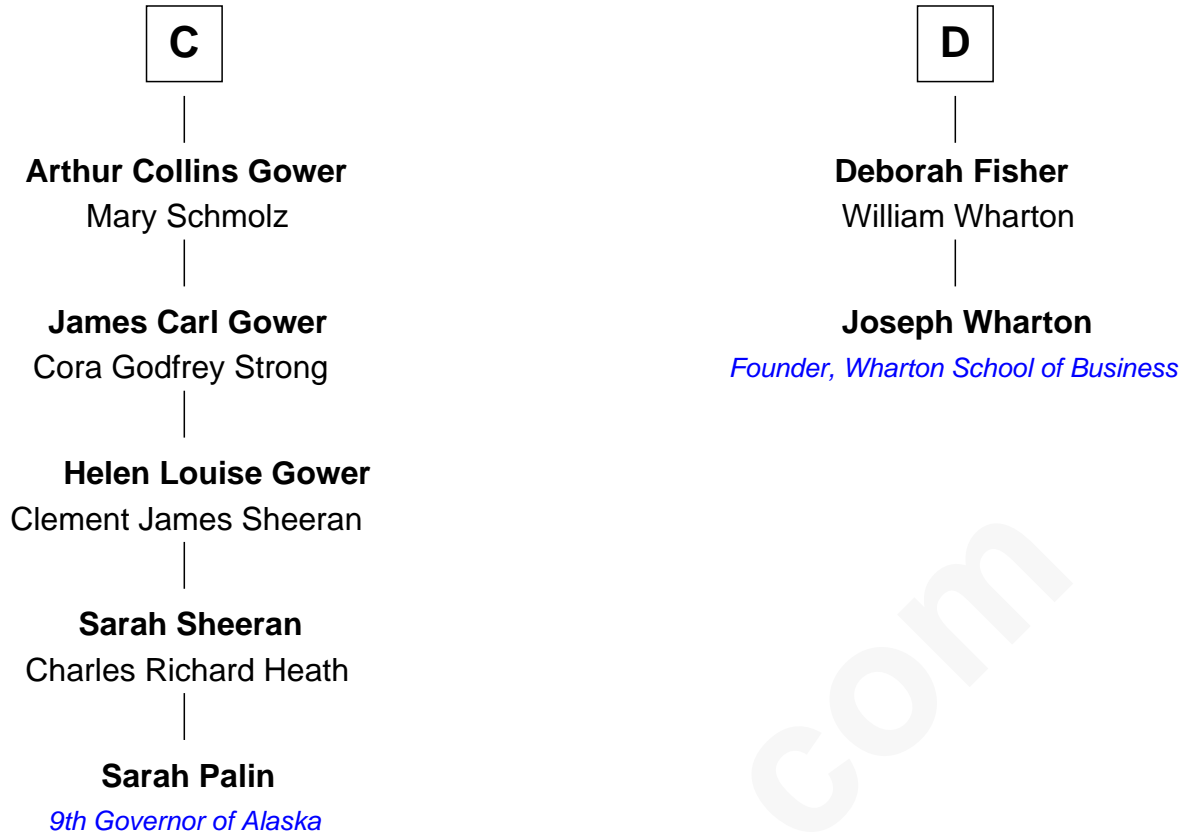 C
Arthur Collins Gower
Mary Schmolz
James Carl Gower
Cora Godfrey Strong
Helen Louise Gower
Clement James Sheeran
Sarah Sheeran
Charles Richard Heath
Sarah Palin
9th Governor of Alaska
D
Deborah Fisher
William Wharton
Joseph Wharton
Founder, Wharton School of Business
com